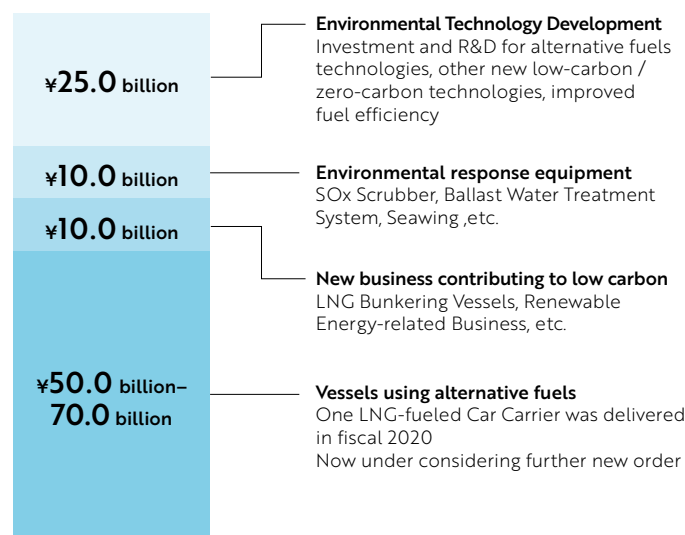 ¥25.0 billion
Environmental Technology Development
Investment and R&D for alternative fuels
technologies, other new low-carbon /
zero-carbon technologies, improved
fuel efficiency
¥10.0 billion
Environmental response equipment
SOx Scrubber, Ballast Water Treatment
System, Seawing ,etc.
¥10.0 billion
New business contributing to low carbon
LNG Bunkering Vessels, Renewable
Energy-related Business, etc.
¥50.0 billion–
70.0 billion
Vessels using alternative fuels
One LNG-fueled Car Carrier was delivered
in fiscal 2020
Now under considering further new order